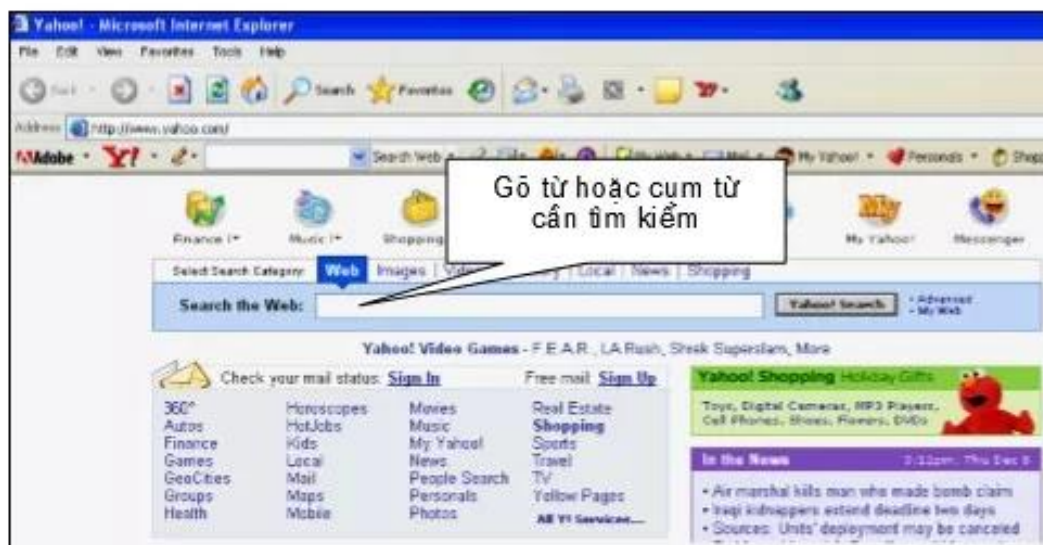 Yahoo! - Microsoft Internet Explorer
File Edit View Favorites Tools Help
Back Search Favorites
Address http://www.yahoo.com/
Adobe Y! Search Web Mail My Yahoo! Personals Shopp
Gõ từ hoặc cụm từ
cần tìm kiếm
Finance Music Shopping My Yahoo! Messenger
Select Search Category: Web Images Local News Shopping
Search the Web: Yahoo! Search • Advanced
• My Web
Yahoo! Video Games - F.E.A.R., LA Rush, Shrek Superslam, More
Check your mail status: Sign In Free mail: Sign Up
360° Horoscopes Movies Real Estate
Autos HotJobs Music Shopping
Finance Kids My Yahoo! Sports
Games Local News Travel
GeoCities Mail People Search TV
Groups Maps Personals Yellow Pages
Health Mobile Photos All Y! Services...
Yahoo! Shopping Holiday Gifts
Toys, Digital Cameras, MP3 Players,
Cell Phones, Shoes, Flowers, DVDs
In the News Thu Dec 8
• Air marshal kills man who made bomb claim
• Iraqi kidnappers extend deadline two days
• Sources: Units' deployment may be canceled